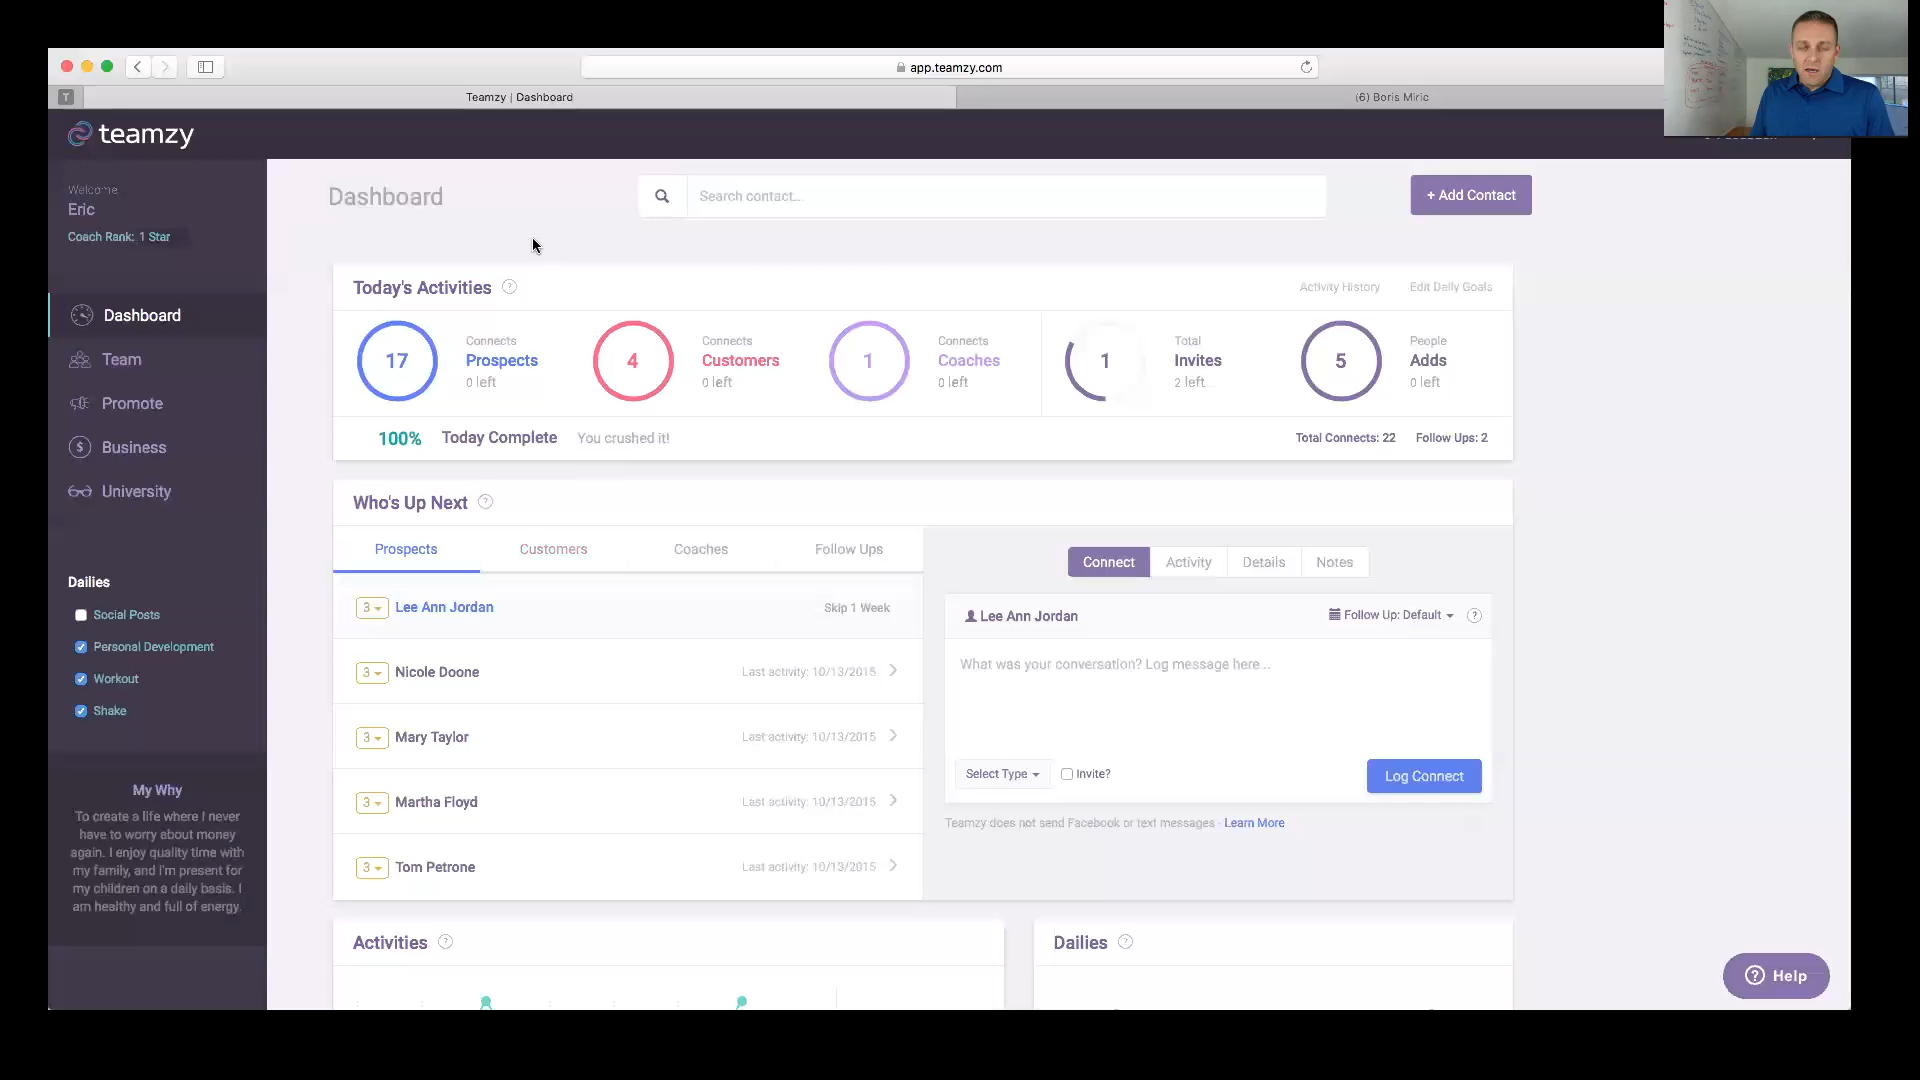 app.teamzy.com
T
Teamzy | Dashboard
(6) Boris Miric
teamzy
Welcome
Eric
Coach Rank: 1 Star
Dashboard
Team
Promote
Business
University
Dailies
Social Posts
Personal Development
Workout
Shake
My Why
To create a life where I never
have to worry about money
again. I enjoy quality time with
my family, and I'm present for
my children on a daily basis. I
am healthy and full of energy.
Dashboard
Search contact...
+ Add Contact
Today's Activities ?
Activity History
Edit Daily Goals
17
Connects
Prospects
0 left
4
Connects
Customers
0 left
1
Connects
Coaches
0 left
1
Total
Invites
2 left
5
People
Adds
0 left
100% Today Complete You crushed it!
Total Connects: 22 Follow Ups: 2
Who's Up Next ?
Prospects
Customers
Coaches
Follow Ups
3 Lee Ann Jordan Skip 1 Week
3 Nicole Doone Last activity: 10/13/2015
3 Mary Taylor Last activity: 10/13/2015
3 Martha Floyd Last activity: 10/13/2015
3 Tom Petrone Last activity: 10/13/2015
Connect
Activity
Details
Notes
Lee Ann Jordan
Follow Up: Default ?
What was your conversation? Log message here...
Select Type
Invite?
Log Connect
Teamzy does not send Facebook or text messages - Learn More
Activities ?
Dailies ?
? Help